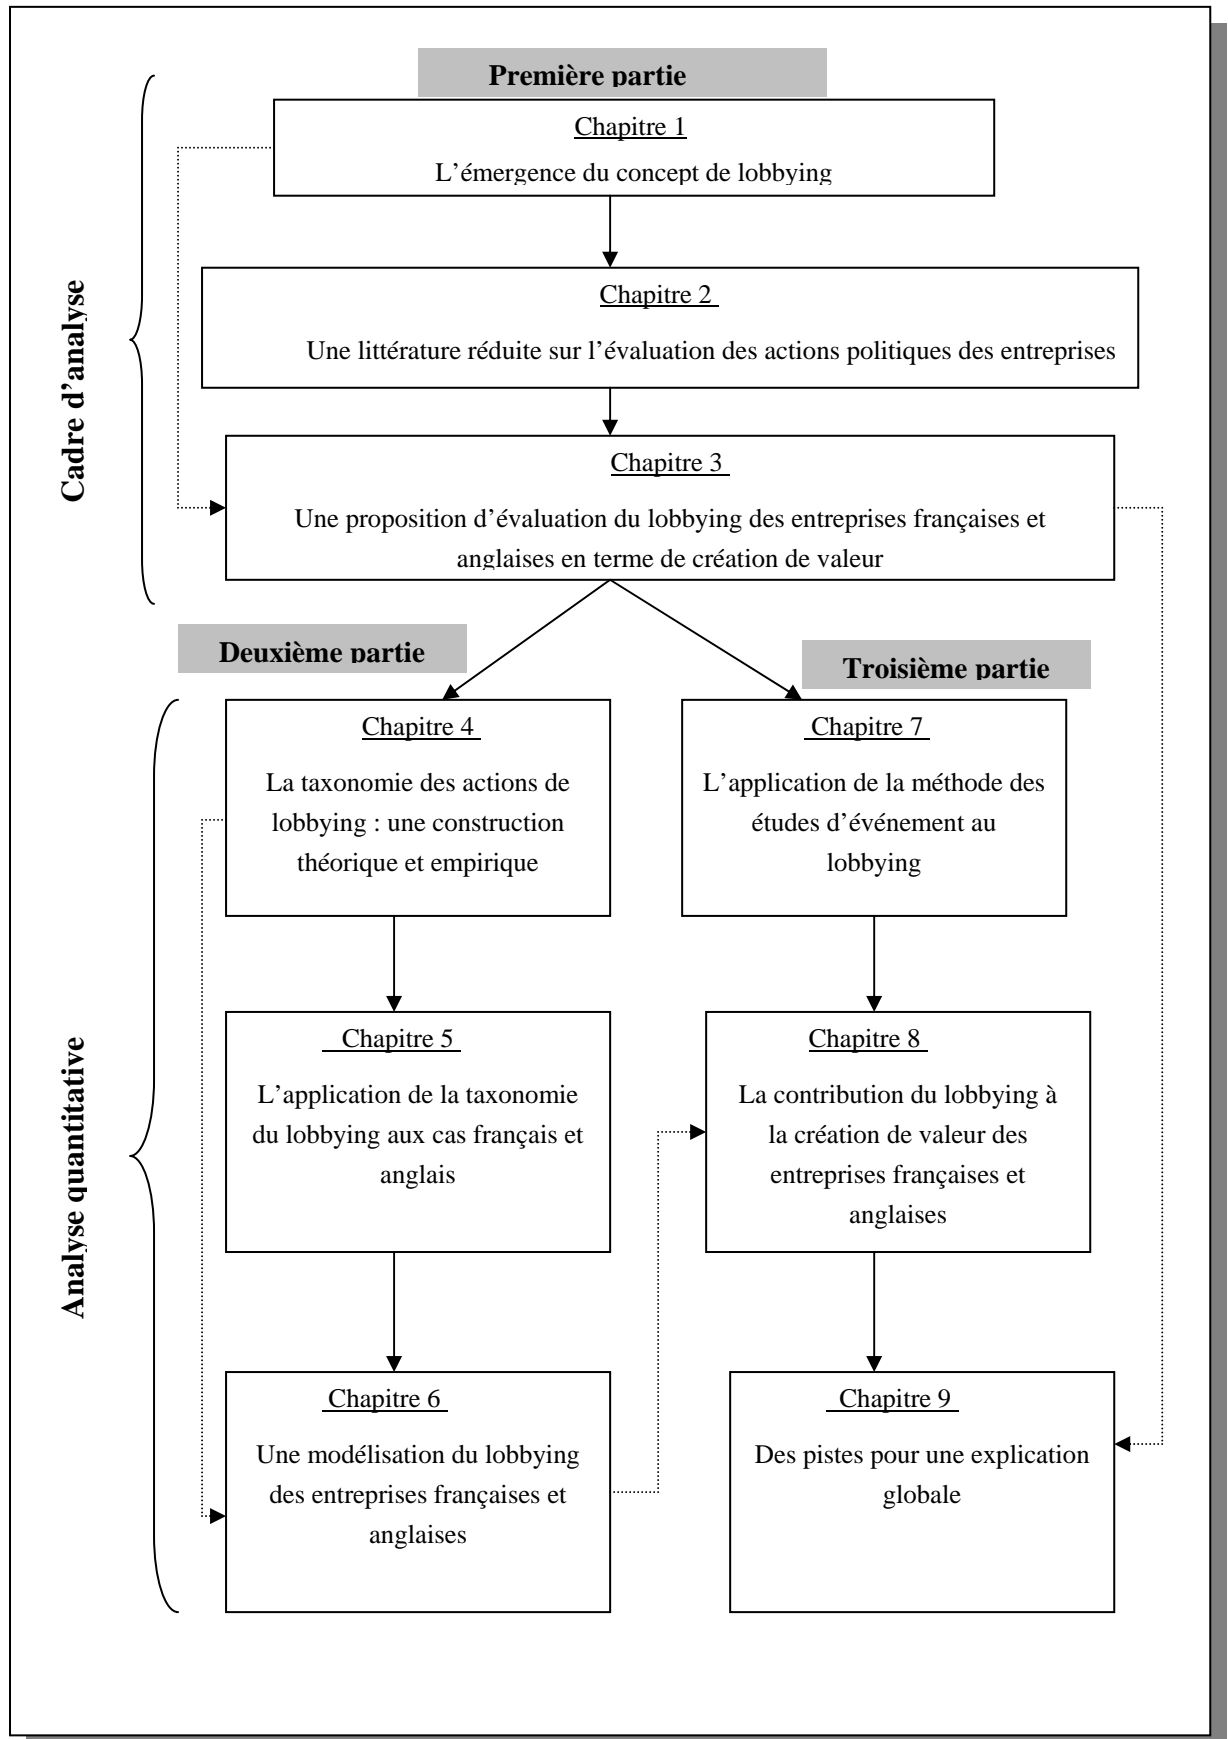 Première partie
Chapitre 1
L’émergence du concept de lobbying
Chapitre 2
Une littérature réduite sur l’évaluation des actions politiques des entreprises
Cadre d’analyse
Chapitre 3
Une proposition d’évaluation du lobbying des entreprises françaises et
anglaises en terme de création de valeur
Deuxième partie
Troisième partie
Chapitre 4
La taxonomie des actions de
lobbying : une construction
théorique et empirique
Chapitre 7
L’application de la méthode des
études d’événement au
lobbying
Analyse quantitative
Chapitre 5
L’application de la taxonomie
du lobbying aux cas français et
anglais
Chapitre 8
La contribution du lobbying à
la création de valeur des
entreprises françaises et
anglaises
Chapitre 6
Une modélisation du lobbying
des entreprises françaises et
anglaises
Chapitre 9
Des pistes pour une explication
globale